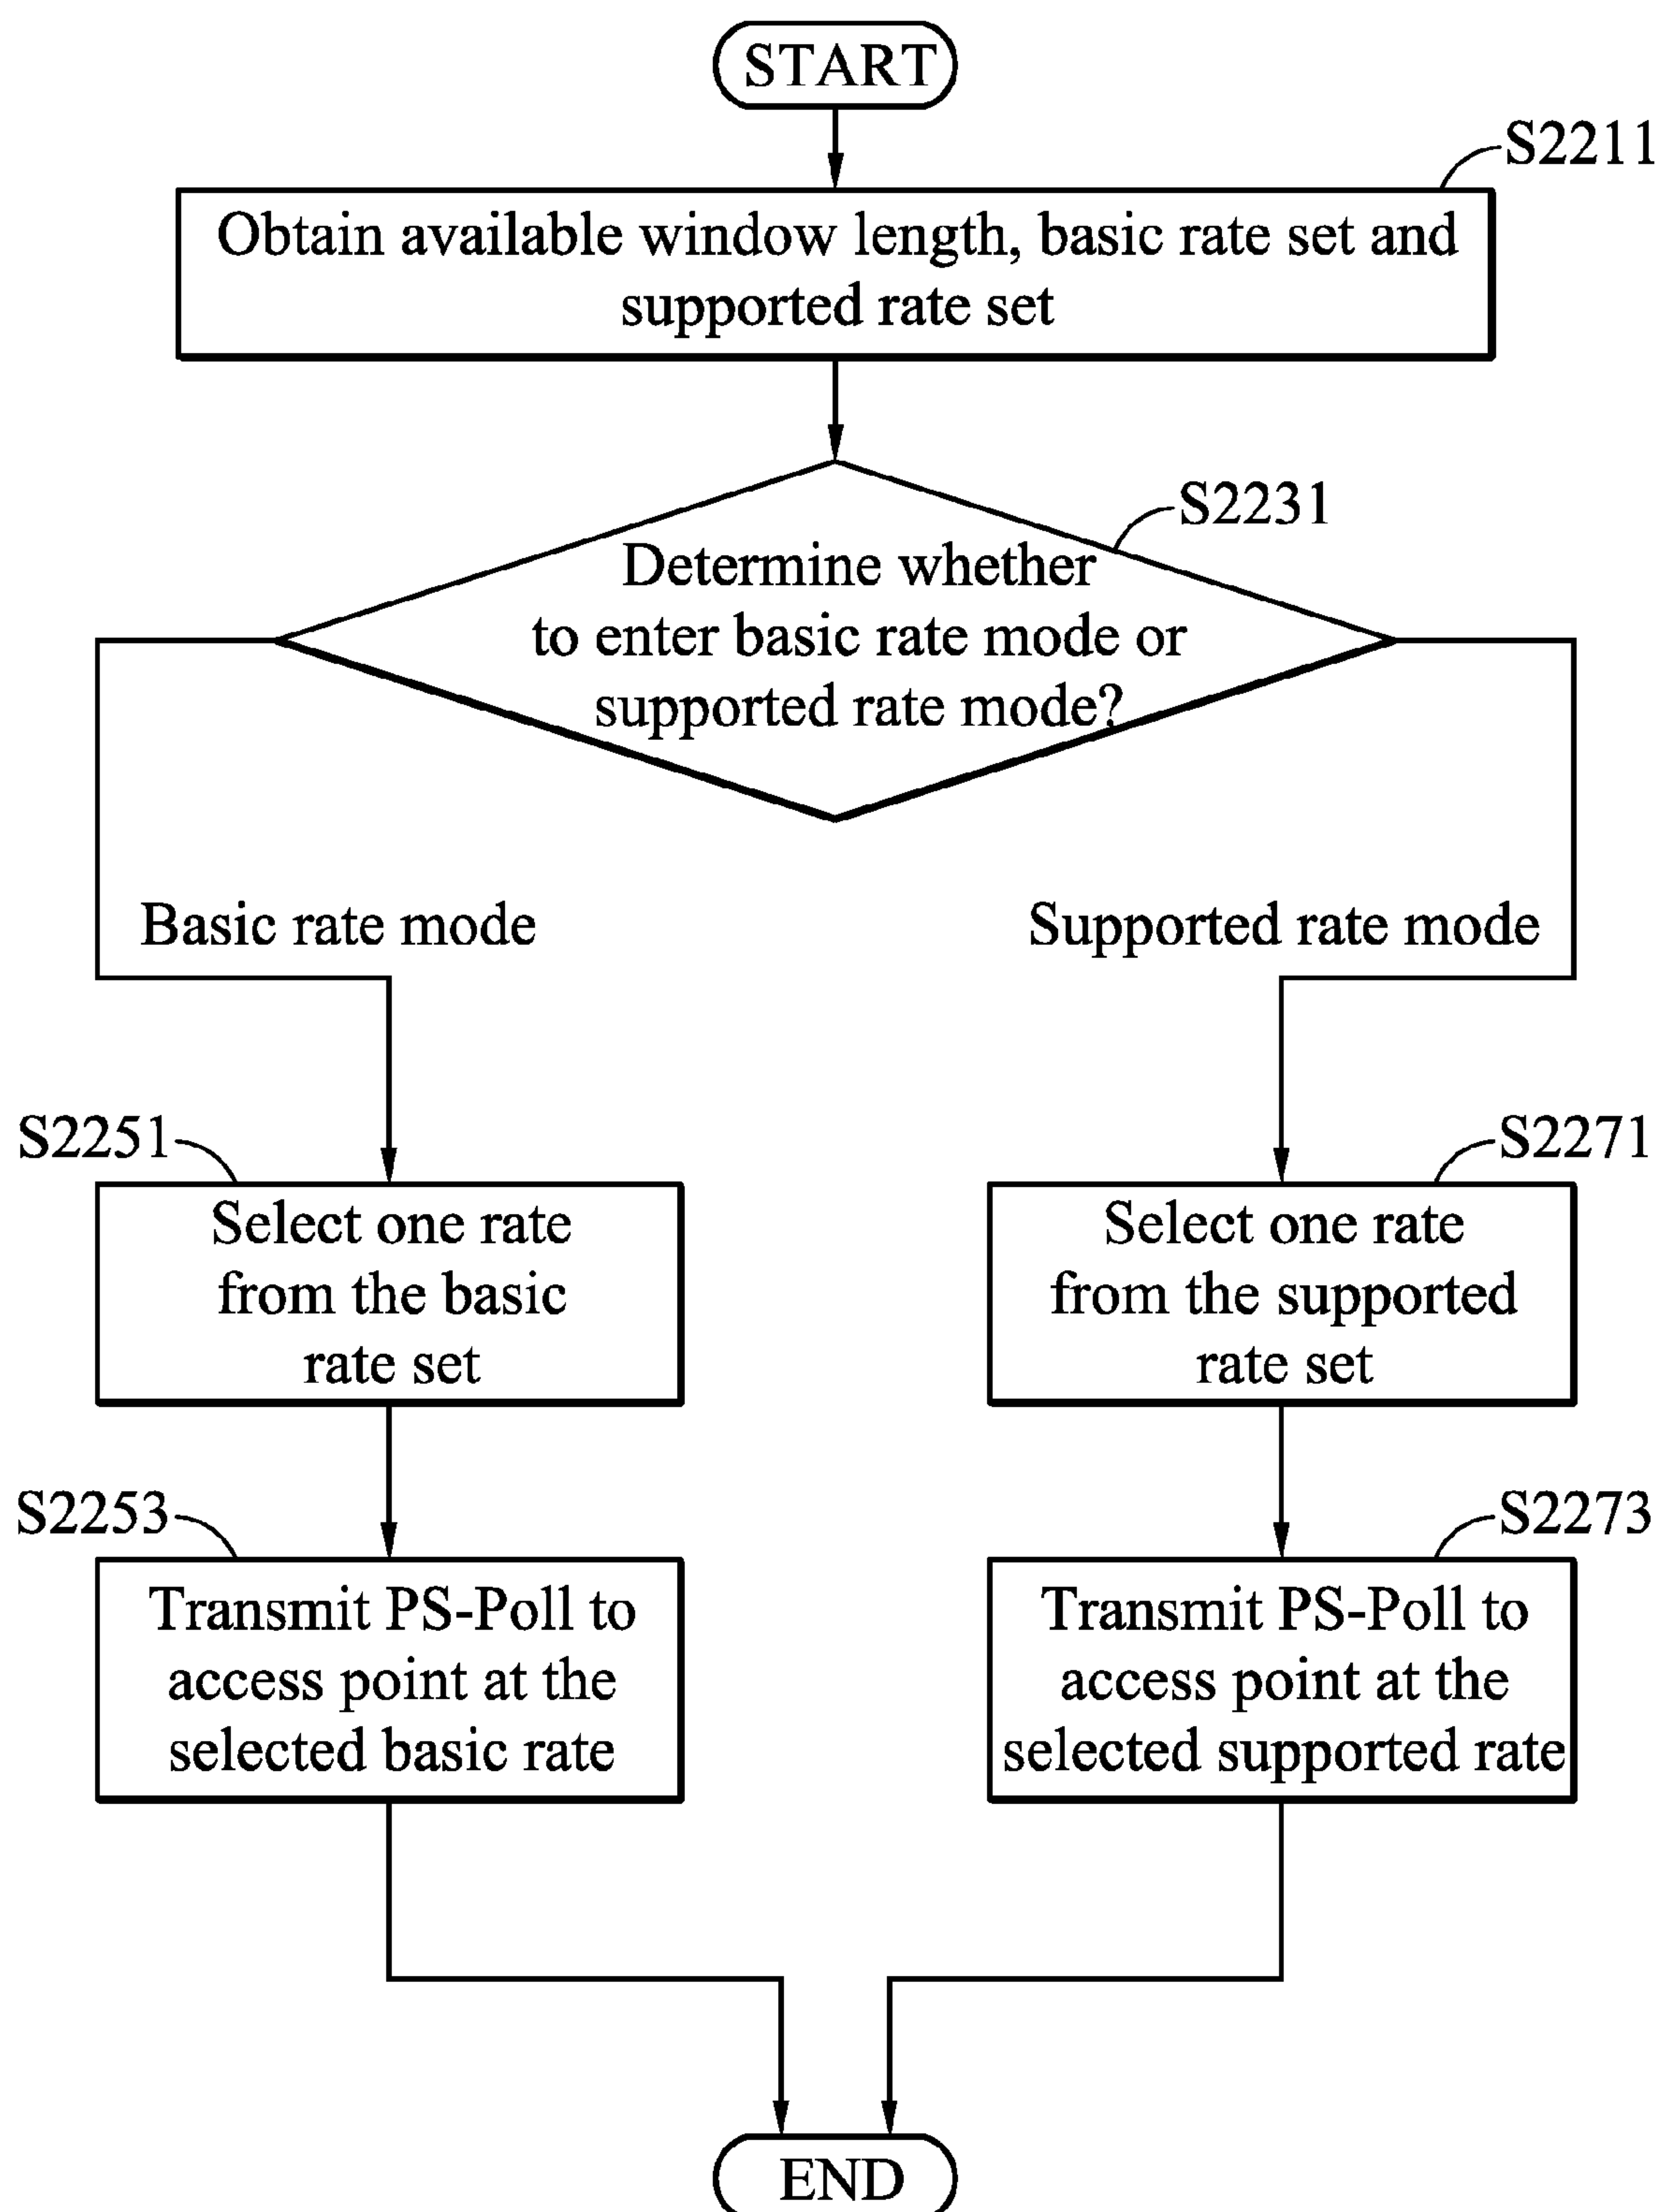 START
S2211
Obtain available window length, basic rate set and
supported rate set
S2231
Determine whether
to enter basic rate mode or
supported rate mode?
Basic rate mode
Supported rate mode
S2251
Select one rate
from the basic
rate set
S2271
Select one rate
from the supported
rate set
S2253
Transmit PS-Poll to
access point at the
selected basic rate
S2273
Transmit PS-Poll to
access point at the
selected supported rate
END